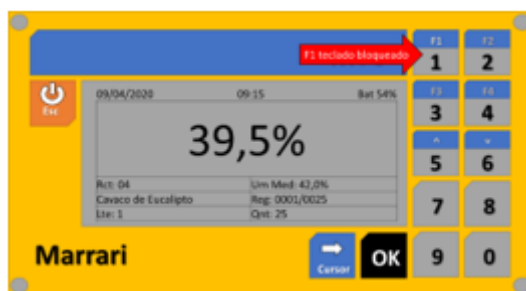 F1 teclado bloqueado
F1
1
F2
2
Esc
09/04/2020 09:15 Bat 54%
F3
3
F4
4
39,5%
^
5
v
6
Rct: 04 Um Med: 42,0%
Cavaco de Eucalipto Reg: 0001/0025
Lte: 1 Qnt: 25
7
8
Marrari
Cursor
OK
9
0